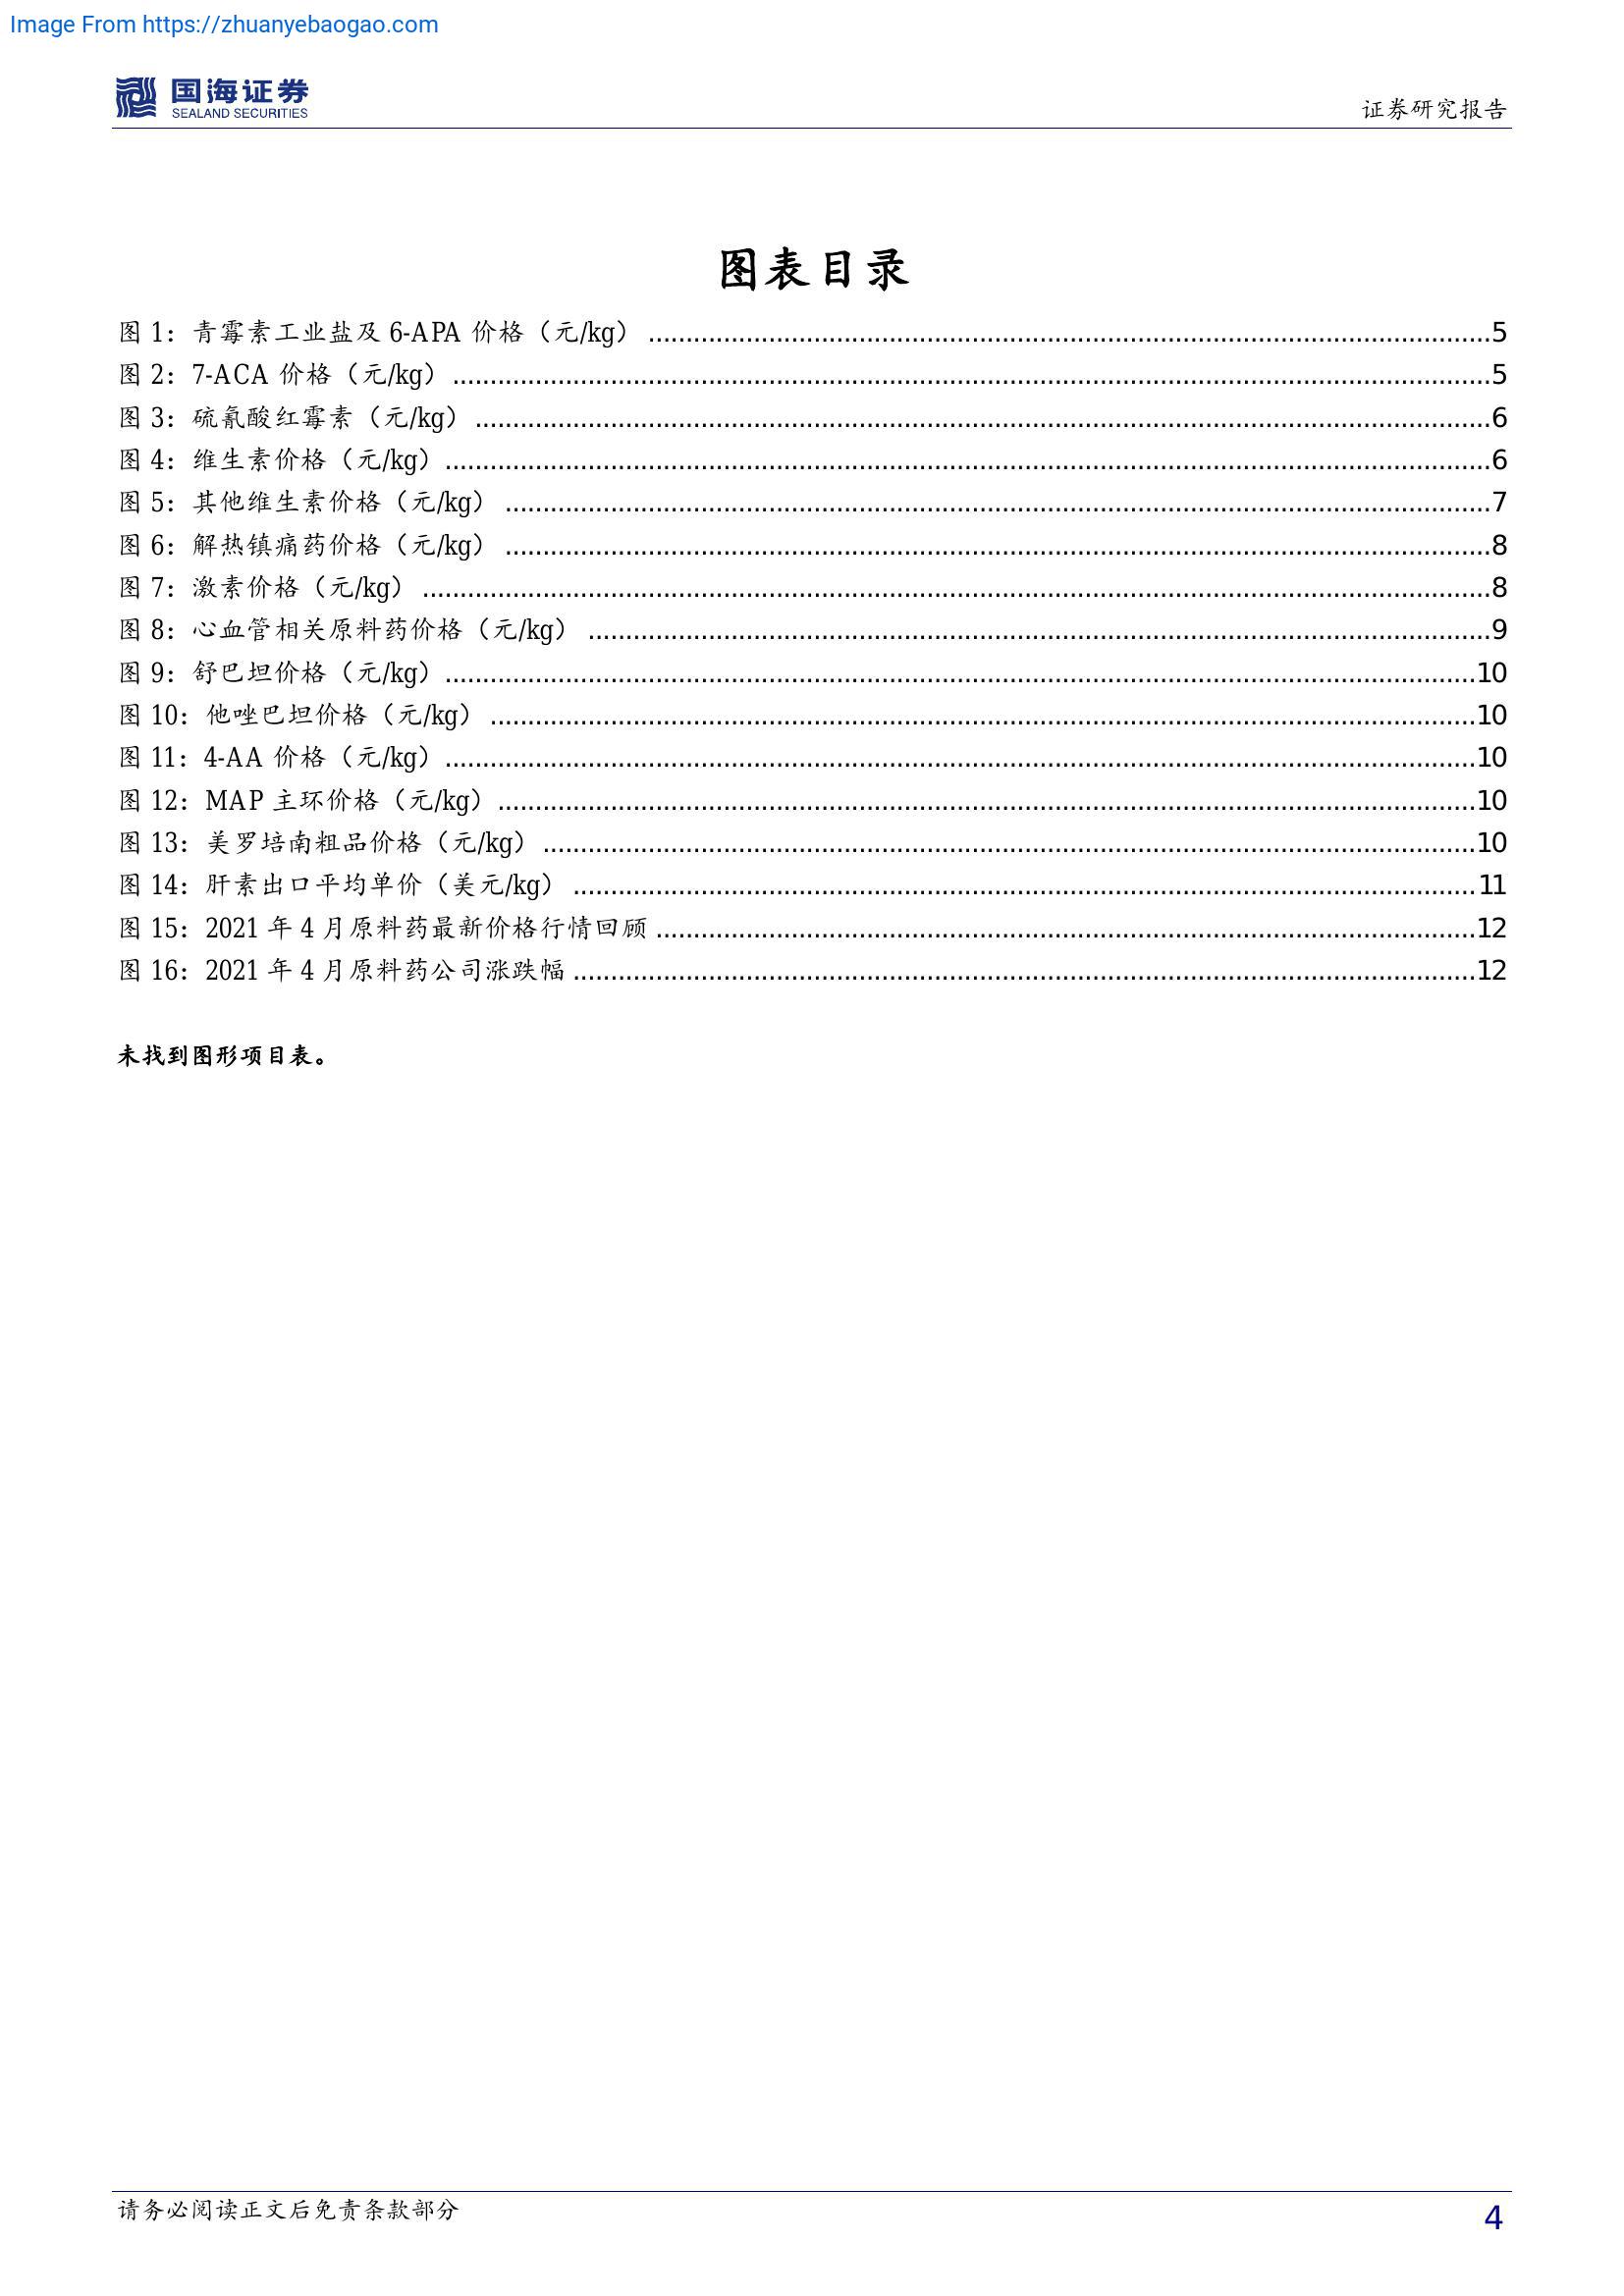 Image From https://zhuanyebaogao.com
国海证券
SEALAND SECURITIES
证券研究报告
图表目录
图 1：青霉素工业盐及 6-APA 价格（元/kg） ........................................................................5
图 2：7-ACA 价格（元/kg） ........................................................................5
图 3：硫氰酸红霉素（元/kg） ........................................................................6
图 4：维生素价格（元/kg） ........................................................................6
图 5：其他维生素价格（元/kg） ........................................................................7
图 6：解热镇痛药价格（元/kg） ........................................................................8
图 7：激素价格（元/kg） ........................................................................8
图 8：心血管相关原料药价格（元/kg） ........................................................................9
图 9：舒巴坦价格（元/kg） ........................................................................10
图 10：他唑巴坦价格（元/kg） ........................................................................10
图 11：4-AA 价格（元/kg） ........................................................................10
图 12：MAP 主环价格（元/kg） ........................................................................10
图 13：美罗培南粗品价格（元/kg） ........................................................................10
图 14：肝素出口平均单价（美元/kg） ........................................................................11
图 15：2021 年 4 月原料药最新价格行情回顾 ........................................................................12
图 16：2021 年 4 月原料药公司涨跌幅 ........................................................................12
未找到图形项目表。
请务必阅读正文后免责条款部分
4